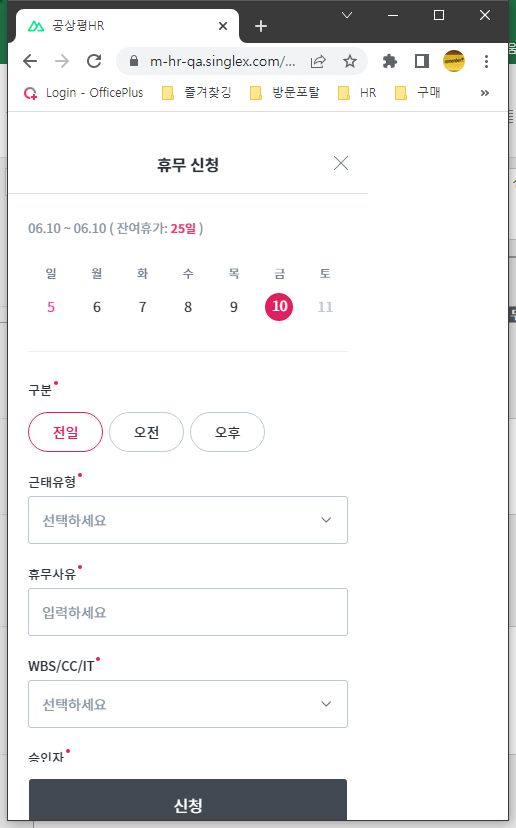 공상평HR
m-hr-qa.singlex.com/...
Login - OfficePlus
즐겨찾깅
방문포탈
HR
구매
휴무 신청
06.10 ~ 06.10 ( 잔여휴가: 25일 )
일 월 화 수 목 금 토
5 6 7 8 9 10 11
구분
전일 오전 오후
근태유형
선택하세요
휴무사유
입력하세요
WBS/CC/IT
선택하세요
승인자
신청